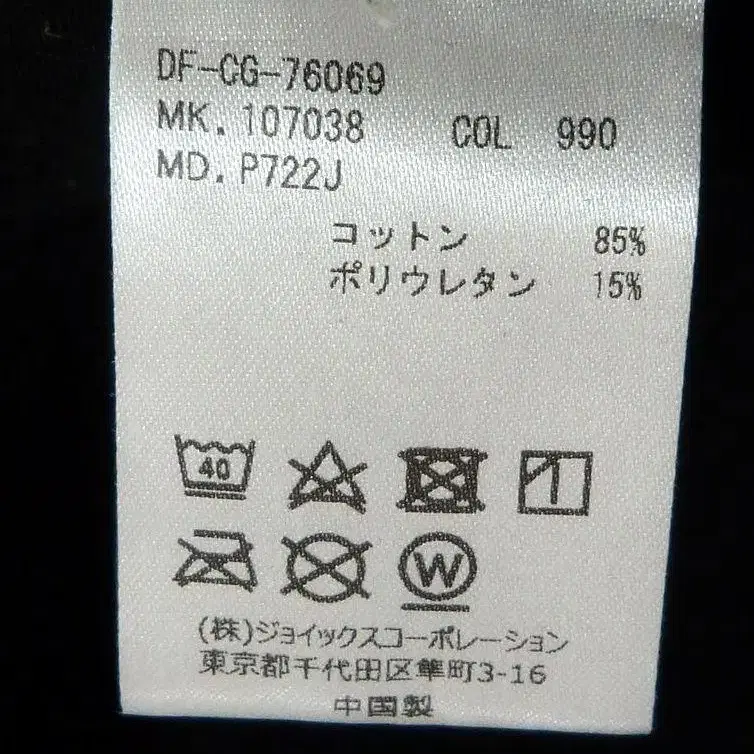 DF-CG-76069
MK. 107038 COL 990
MD. P722J
コットン 85%
ポリウレタン 15%
40
W
(株)ジョイックスコーポレーション
東京都千代田区隼町3-16
中国製